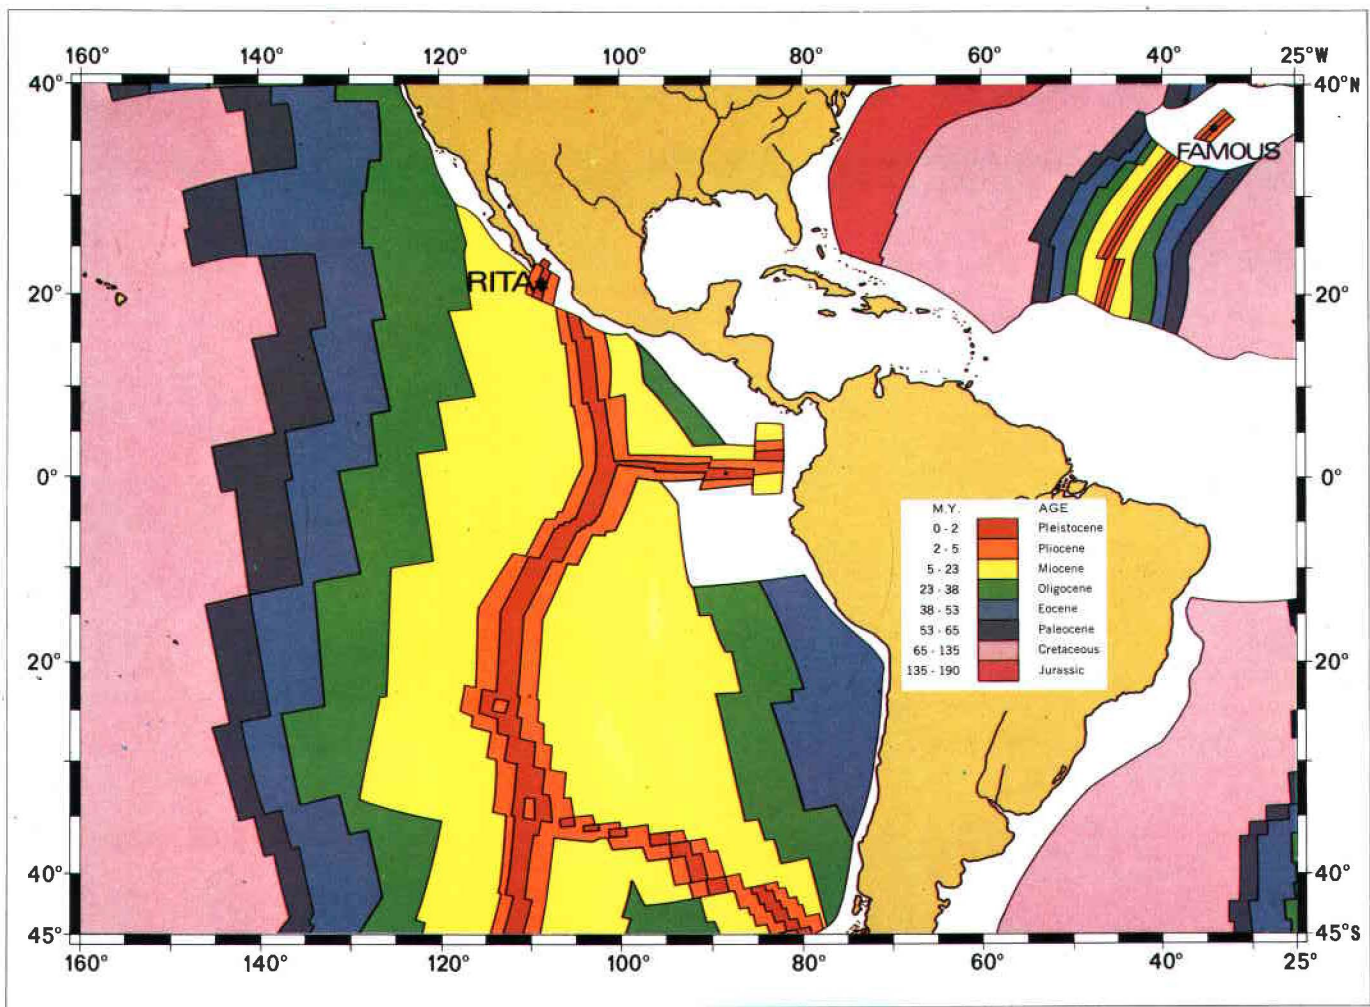 160° 140° 120° 100° 80° 60° 40° 25°W
40° 40°N
FAMOUS
RITA
20° 20°
0° 0°
M.Y. AGE
0-2 Pleistocene
2-5 Pliocene
5-23 Miocene
23-38 Oligocene
38-53 Eocene
53-65 Paleocene
65-135 Cretaceous
135-190 Jurassic
20° 20°
40° 40°
45° 45°S
160° 140° 120° 100° 80° 60° 40° 25°